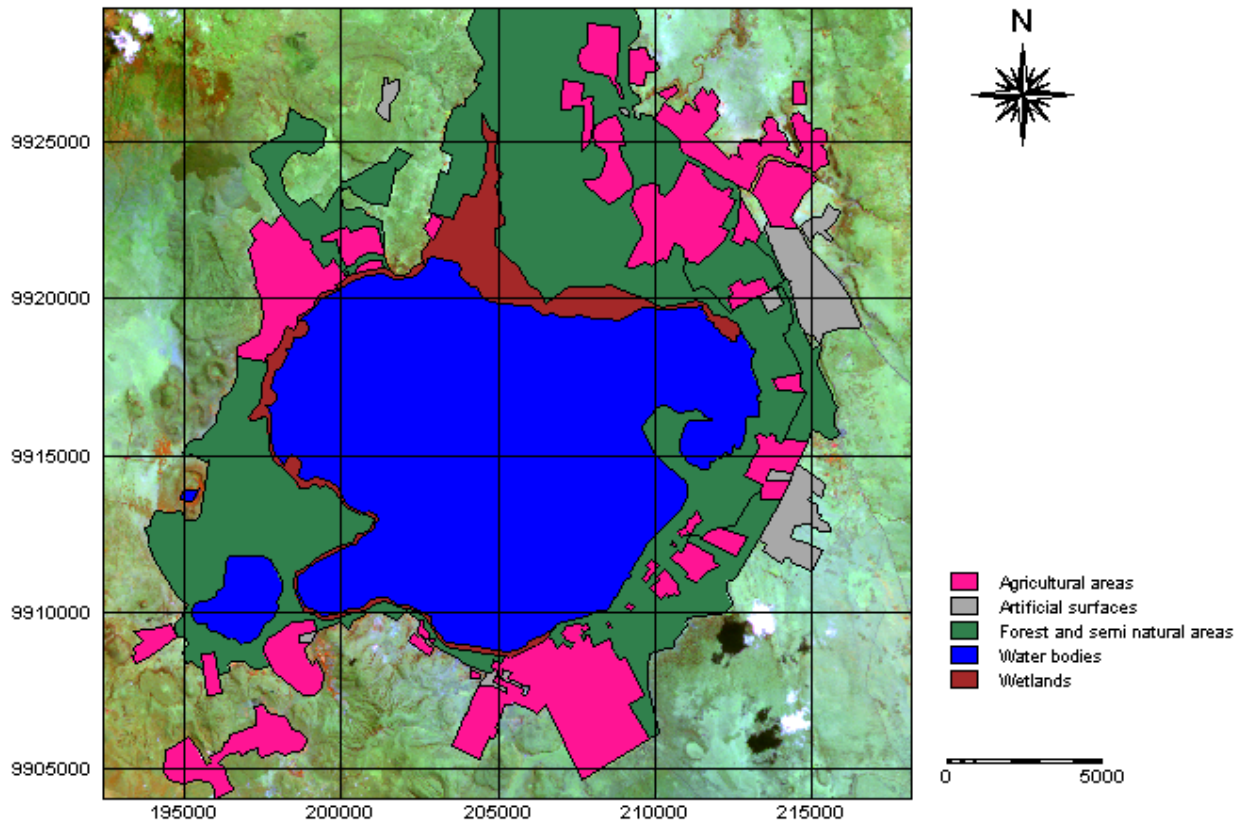 N
9925000
9920000
9915000
9910000
9905000
195000 200000 205000 210000 215000
Agricultural areas
Artificial surfaces
Forest and semi natural areas
Water bodies
Wetlands
0 5000